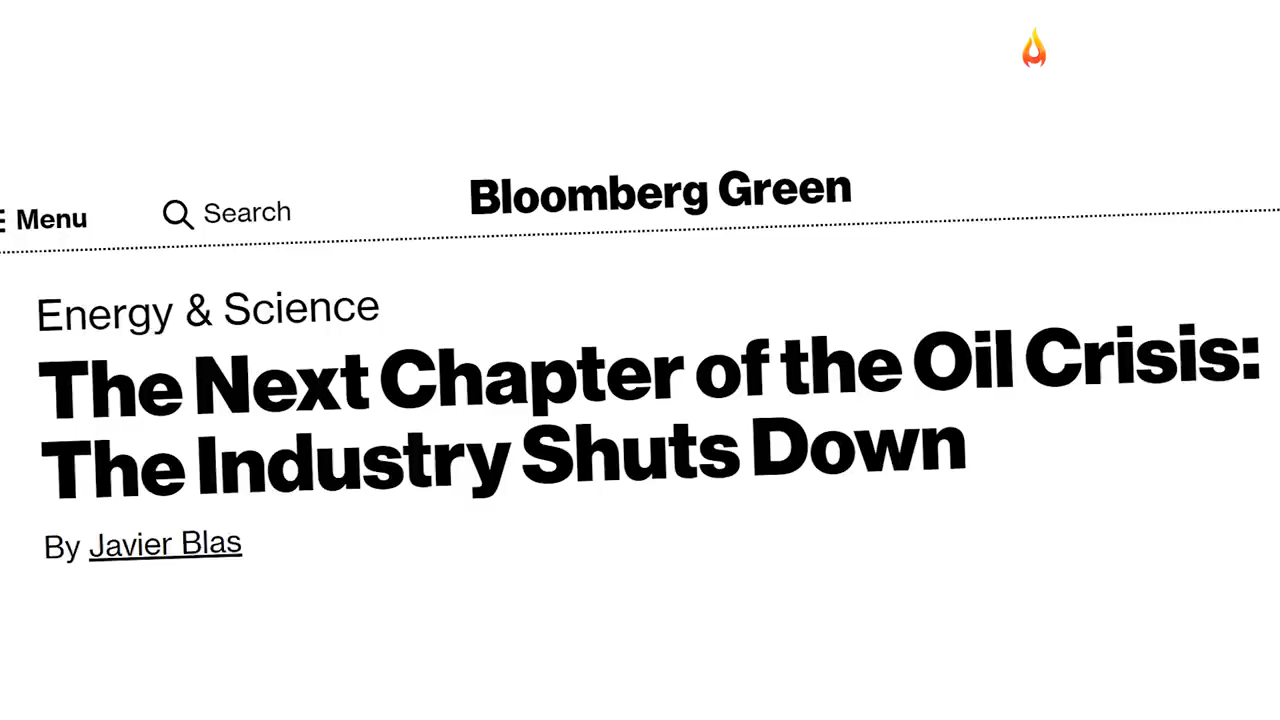 Bloomberg Green
Menu
Search
Energy & Science
The Next Chapter of the Oil Crisis:
The Industry Shuts Down
By Javier Blas